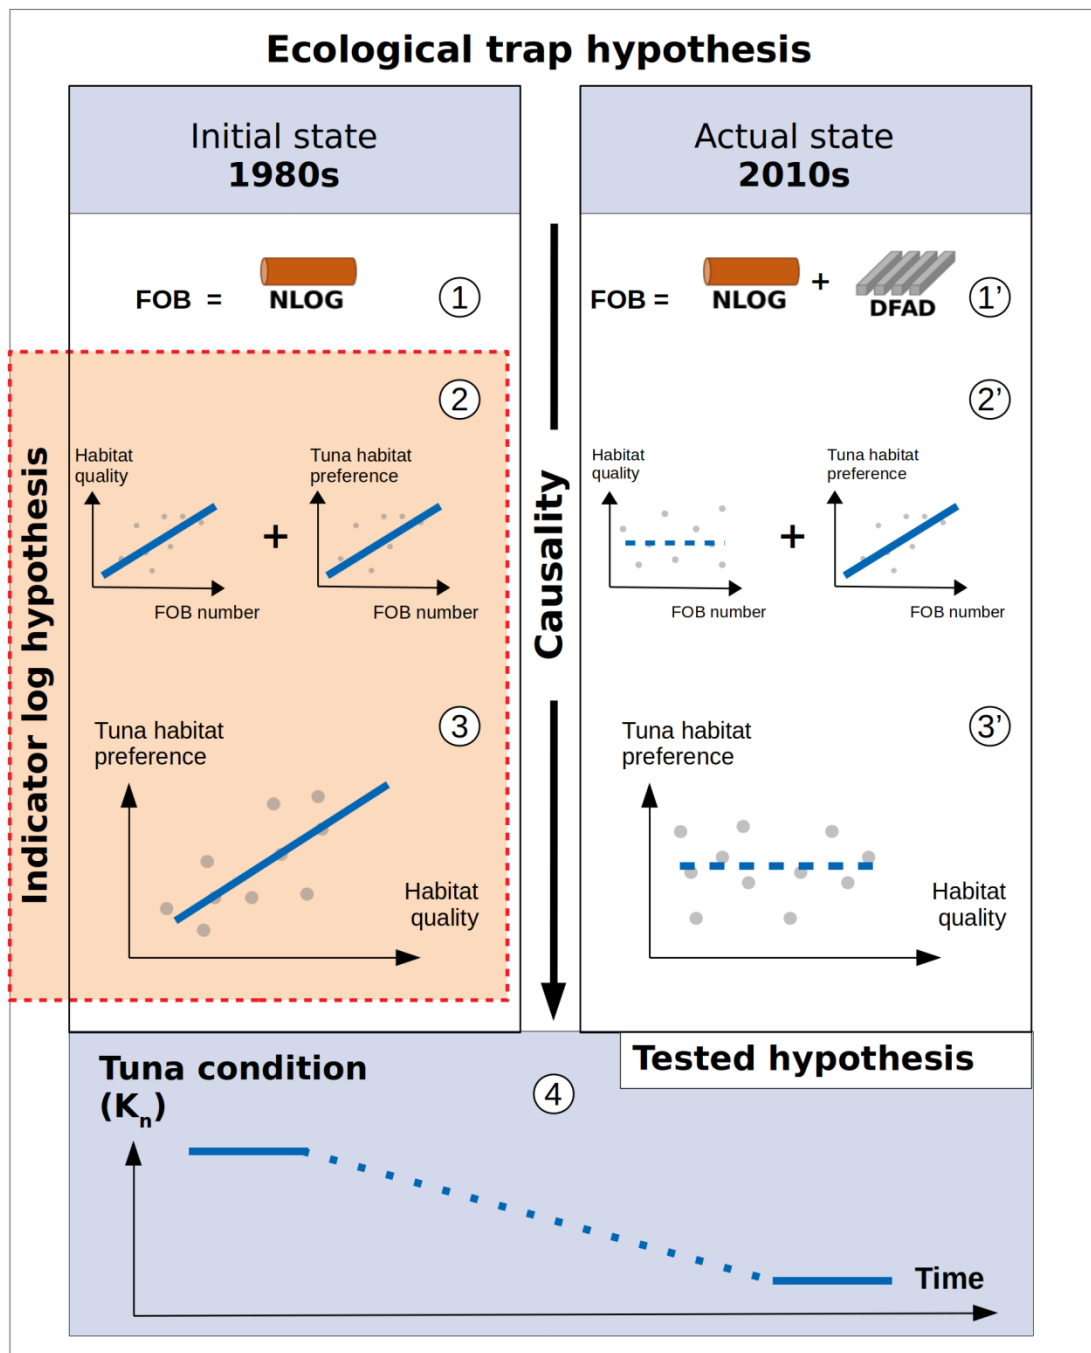 Ecological trap hypothesis
Initial state
1980s
Actual state
2010s
FOB =
NLOG
1
FOB =
NLOG
+
DFAD
1’
Indicator log hypothesis
2
Habitat
quality
FOB number
+
Tuna habitat
preference
FOB number
3
Tuna habitat
preference
Habitat
quality
Causality
2’
Habitat
quality
FOB number
+
Tuna habitat
preference
FOB number
3’
Tuna habitat
preference
Habitat
quality
Tested hypothesis
Tuna condition
(Kn)
4
Time